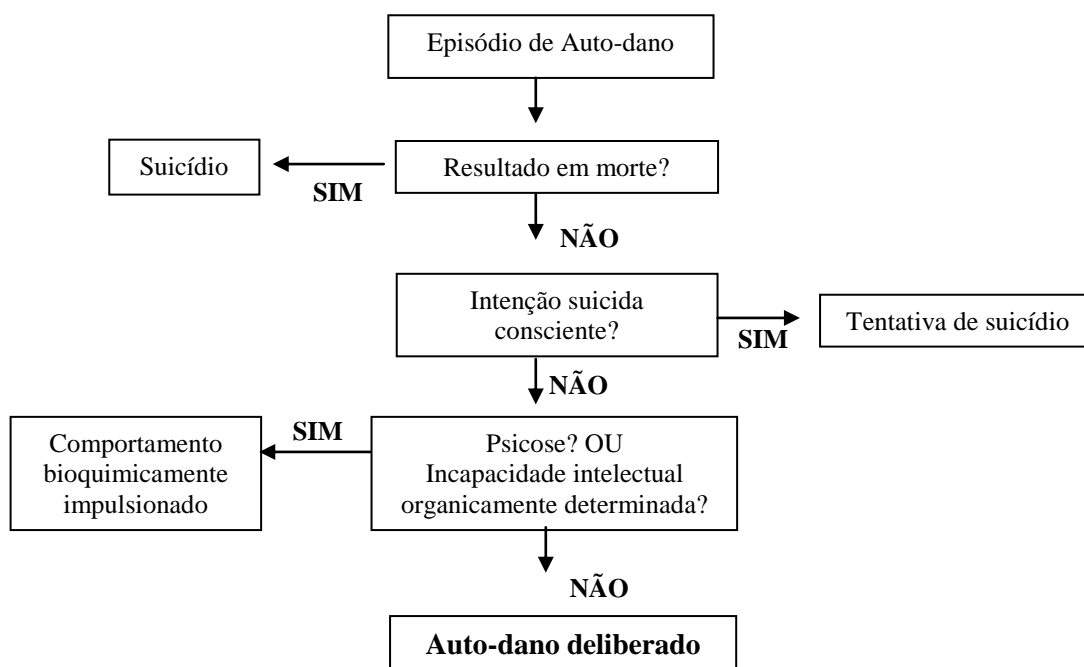 Episódio de Auto-dano
Suicídio
SIM
Resultado em morte?
NÃO
Intenção suicida
consciente?
SIM
Tentativa de suicídio
NÃO
Comportamento
bioquimicamente
impulsionado
SIM
Psicose? OU
Incapacidade intelectual
organicamente determinada?
NÃO
Auto-dano deliberado